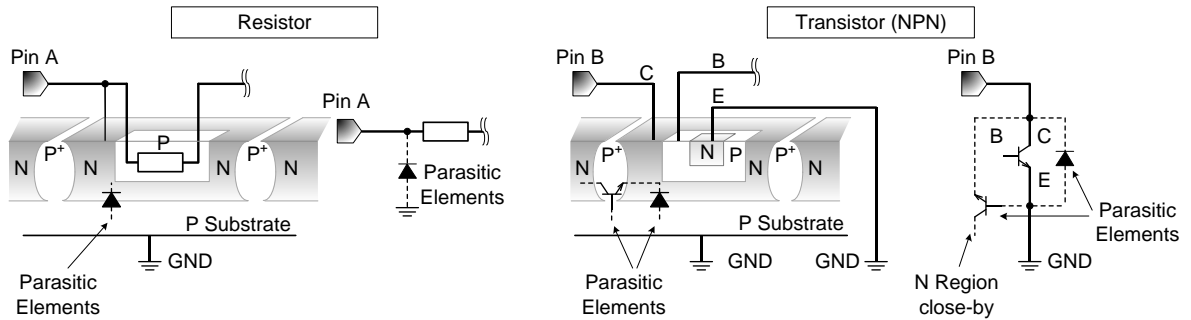 Resistor
Pin A
N
P+
N
P
N
P+
N
Parasitic
Elements
P Substrate
GND
Pin A
Parasitic
Elements
Transistor (NPN)
Pin B
C
B
E
N
P+
N
N
P
N
P+
N
P Substrate
Parasitic
Elements
GND
GND
Pin B
B
C
E
Parasitic
Elements
N Region
close-by
GND